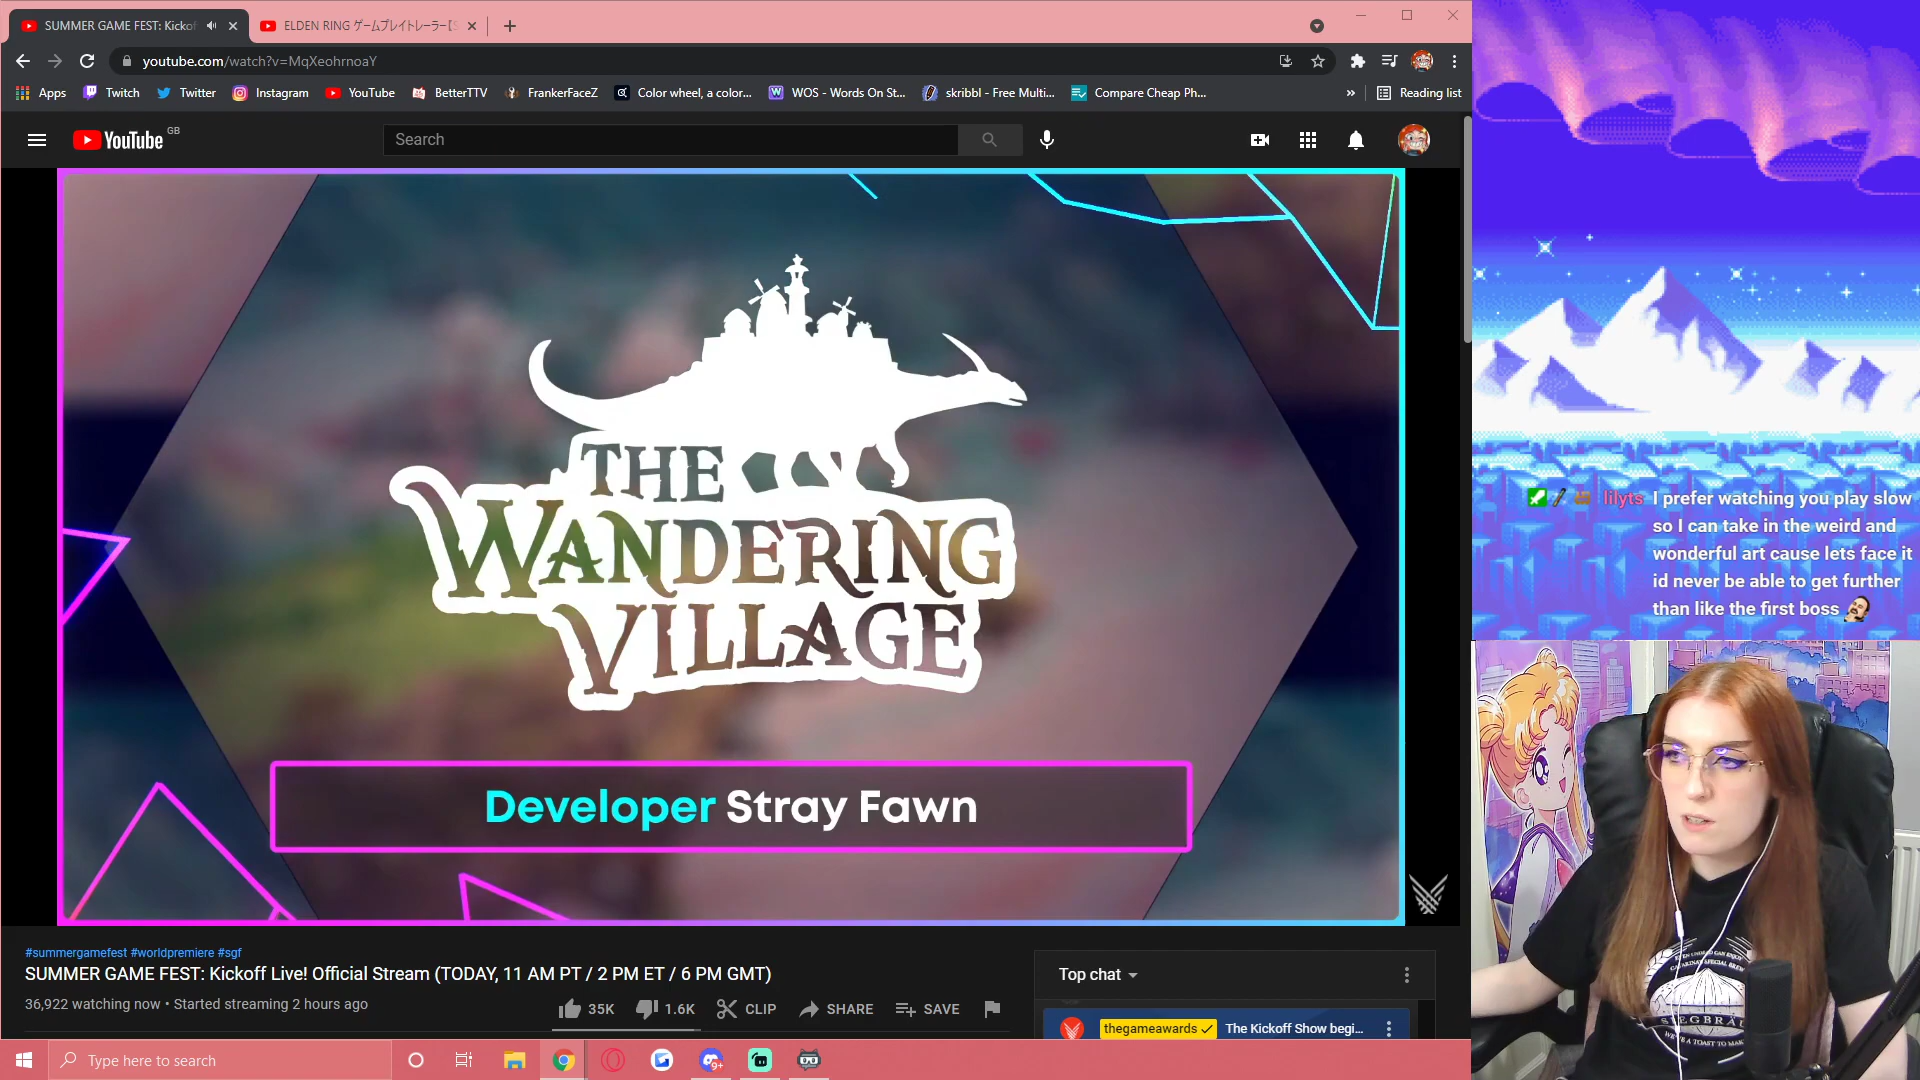 SUMMER GAME FEST: Kickof
ELDEN RING ゲームプレイトレーラー【S
youtube.com/watch?v=MqXeohrnoaY
Apps
Twitch
Twitter
Instagram
YouTube
BetterTTV
FrankerFaceZ
Color wheel, a color...
WOS - Words On St...
skribbl - Free Multi...
Compare Cheap Ph...
»
Reading list
YouTube GB
Search
THE
WANDERING
VILLAGE
Developer Stray Fawn
lilyts I prefer watching you play slow
so I can take in the weird and
wonderful art cause lets face it
id never be able to get further
than like the first boss
#summergamefest #worldpremiere #sgf
SUMMER GAME FEST: Kickoff Live! Official Stream (TODAY, 11 AM PT / 2 PM ET / 6 PM GMT)
36,922 watching now • Started streaming 2 hours ago
35K
1.6K
CLIP
SHARE
SAVE
Top chat
thegameawards The Kickoff Show begi...
Type here to search
9+